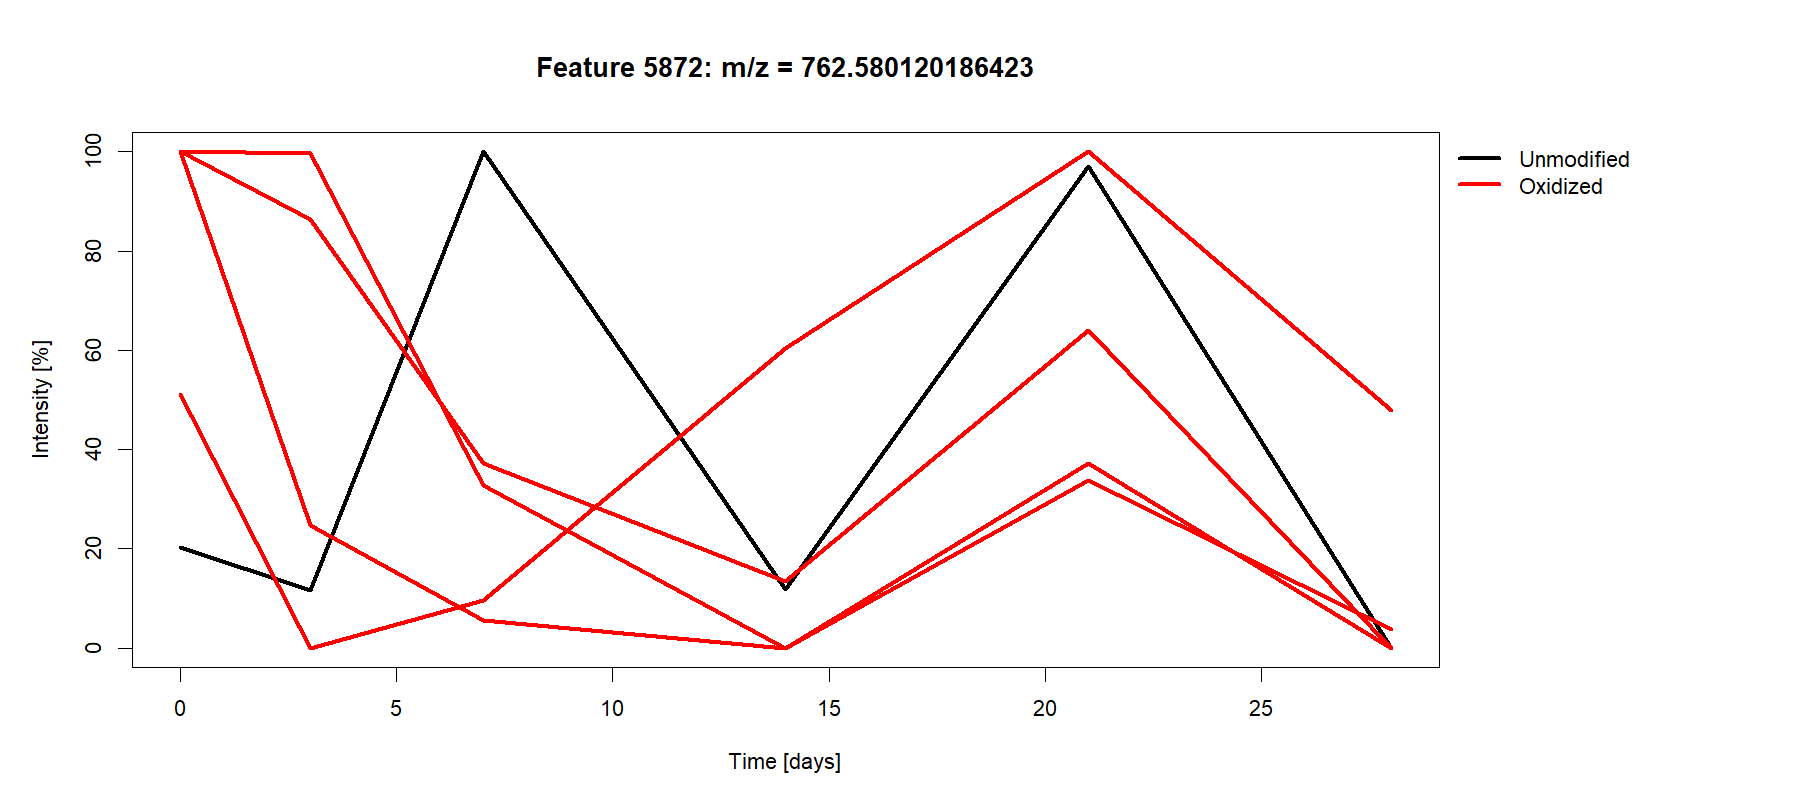 Feature 5872: m/z = 762.580120186423
Unmodified
Oxidized
Intensity [%]
100
80
60
40
20
0
0 5 10 15 20 25
Time [days]